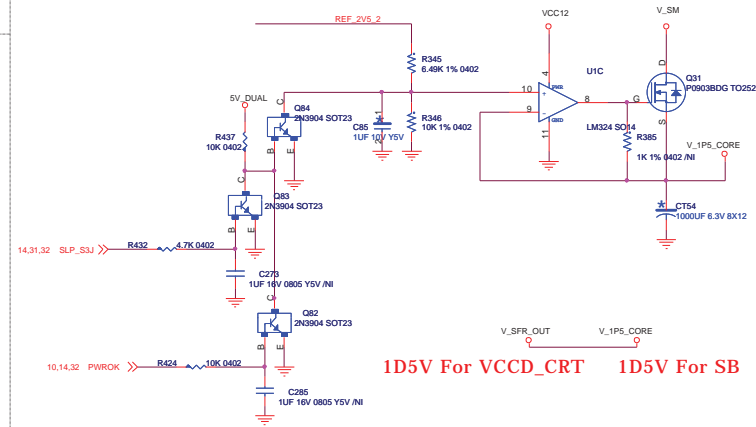 REF_2V5_2
VCC12
V_SM
R345
6.49K 1% 0402
U1C
D
Q31
P0903BDG TO252
4
PWR
10
+
9
-
8
G
S
GND
11
LM324 SO14
5V_DUAL
C
Q84
2N3904 SOT23
B
E
R437
10K 0402
C85
1UF 10V Y5V
1
2
R346
10K 1% 0402
R385
1K 1% 0402 /NI
V_1P5_CORE
C
Q83
2N3904 SOT23
B
E
CT54
1000UF 6.3V 8X12
14,31,32 SLP_S3J
R432
4.7K 0402
C273
1UF 16V 0805 Y5V /NI
C
Q82
2N3904 SOT23
B
E
V_SFR_OUT
V_1P5_CORE
10,14,32 PWROK
R424
10K 0402
1D5V For VCCD_CRT
1D5V For SB
C285
1UF 16V 0805 Y5V /NI